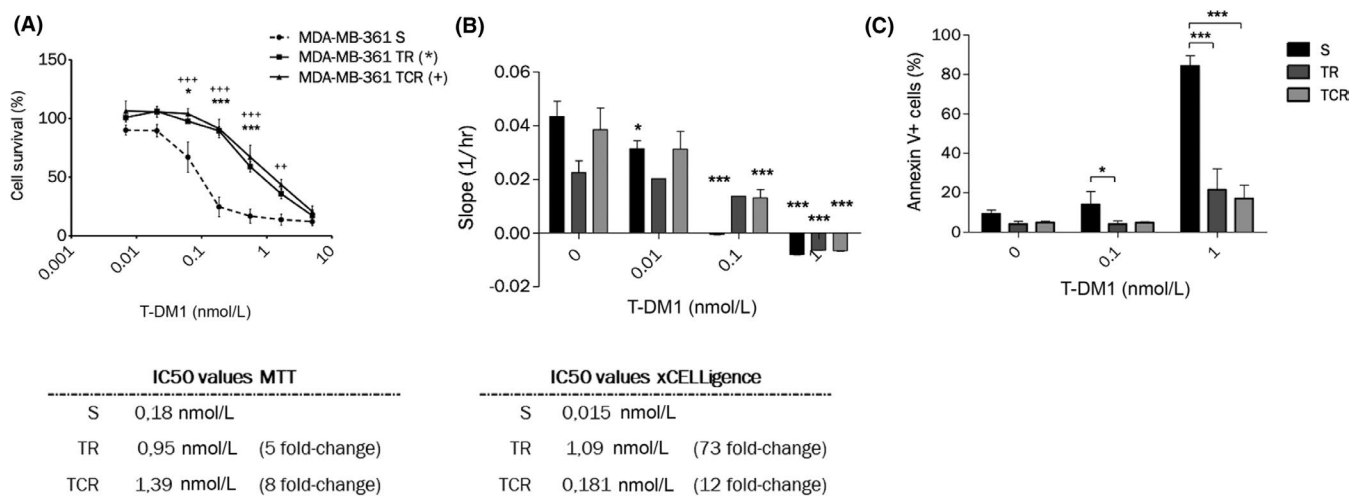 (A)
MDA-MB-361 S
MDA-MB-361 TR (*)
MDA-MB-361 TCR (+)
Cell survival (%)
150
100
50
0
+++
*
+++
***
+++
***
++
0.001
0.01
0.1
1
10
T-DM1 (nmol/L)
(B)
Slope (1/hr)
0.06
0.04
0.02
0.00
-0.02
*
***
***
***
***
***
0
0.01
0.1
1
T-DM1 (nmol/L)
(C)
Annexin V+ cells (%)
100
80
60
40
20
0
*
***
***
0
0.1
1
T-DM1 (nmol/L)
S
TR
TCR
IC50 values MTT
S 0,18 nmol/L
TR 0,95 nmol/L (5 fold-change)
TCR 1,39 nmol/L (8 fold-change)
IC50 values xCELLigence
S 0,015 nmol/L
TR 1,09 nmol/L (73 fold-change)
TCR 0,181 nmol/L (12 fold-change)